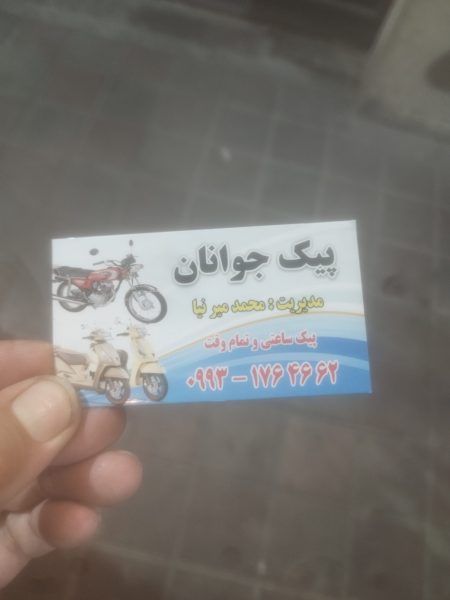 پیک جوانان
مدیریت : محمد میر نیا
پیک ساعتی و تمام وقت
۰۹۹۳ – ۱۷۶ ۴۶ ۶۲